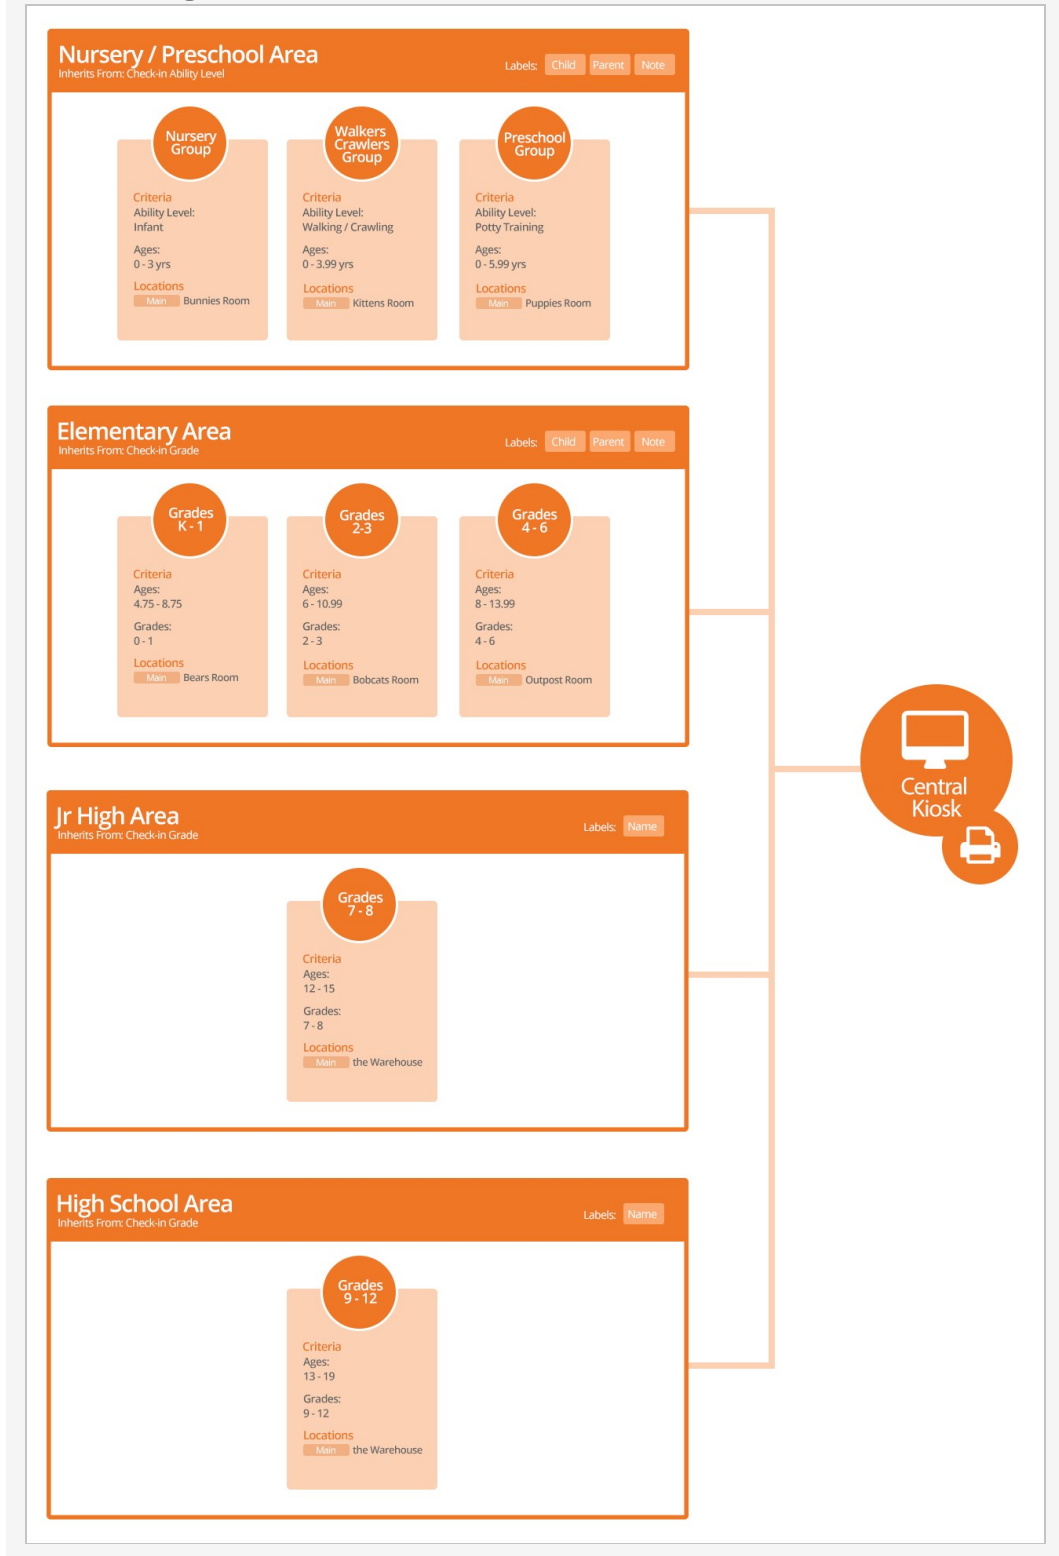 Nursery / Preschool Area
Inherits From: Check-in Ability Level
Labels: Child Parent Note
Nursery
Group
Criteria
Ability Level:
Infant
Ages:
0 - 3 yrs
Locations
Main Bunnies Room
Walkers
Crawlers
Group
Criteria
Ability Level:
Walking / Crawling
Ages:
0 - 3.99 yrs
Locations
Main Kittens Room
Preschool
Group
Criteria
Ability Level:
Potty Training
Ages:
0 - 5.99 yrs
Locations
Main Puppies Room
Elementary Area
Inherits From: Check-in Grade
Labels: Child Parent Note
Grades
K - 1
Criteria
Ages:
4.75 - 8.75
Grades:
0 - 1
Locations
Main Bears Room
Grades
2-3
Criteria
Ages:
6 - 10.99
Grades:
2 - 3
Locations
Main Bobcats Room
Grades
4 - 6
Criteria
Ages:
8 - 13.99
Grades:
4 - 6
Locations
Main Outpost Room
Jr High Area
Inherits From: Check-in Grade
Labels: Name
Grades
7 - 8
Criteria
Ages:
12 - 15
Grades:
7 - 8
Locations
Main the Warehouse
High School Area
Inherits From: Check-in Grade
Labels: Name
Grades
9 - 12
Criteria
Ages:
13 - 19
Grades:
9 - 12
Locations
Main the Warehouse
Central
Kiosk